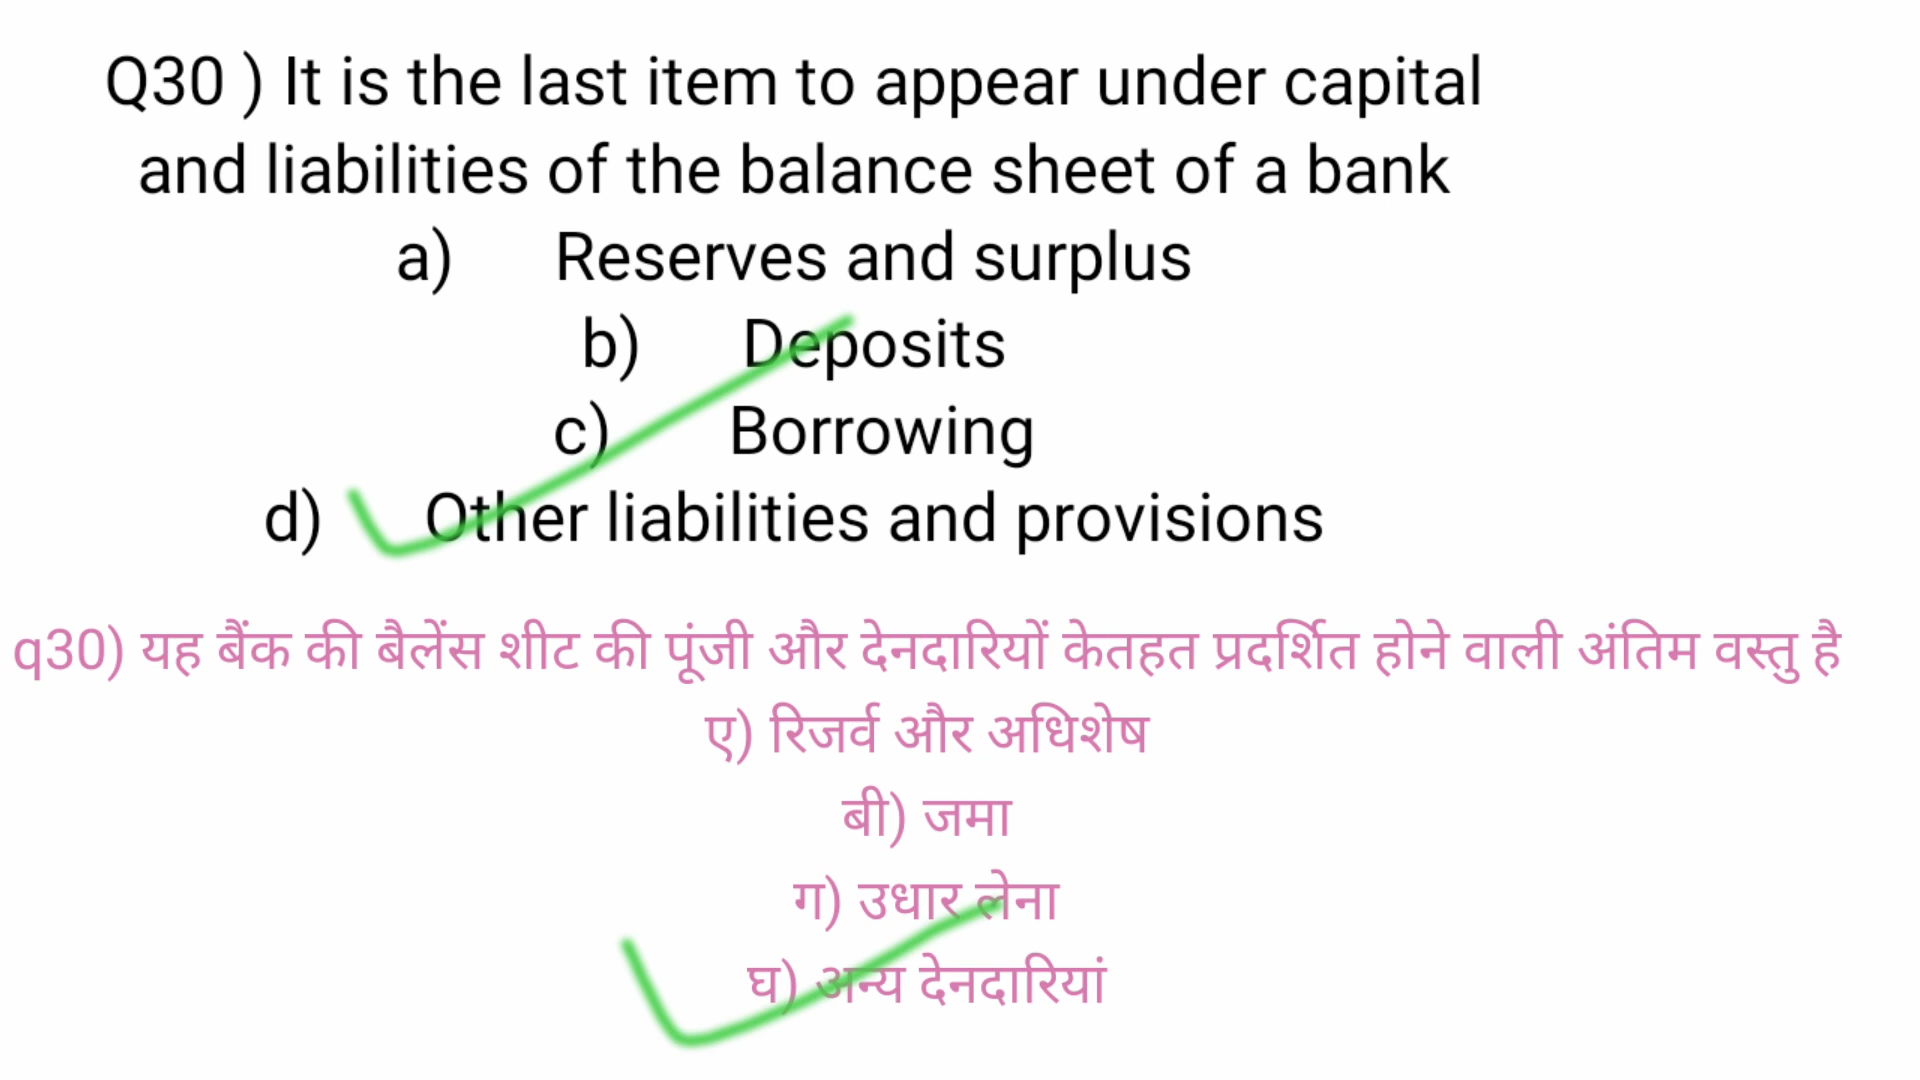 Q30 ) It is the last item to appear under capital
and liabilities of the balance sheet of a bank
a) Reserves and surplus
b) Deposits
c) Borrowing
d) Other liabilities and provisions
q30) यह बैंक की बैलेंस शीट की पूंजी और देनदारियों केतहत प्रदर्शित होने वाली अंतिम वस्तु है
ए) रिजर्व और अधिशेष
बी) जमा
ग) उधार लेना
घ) अन्य देनदारियां